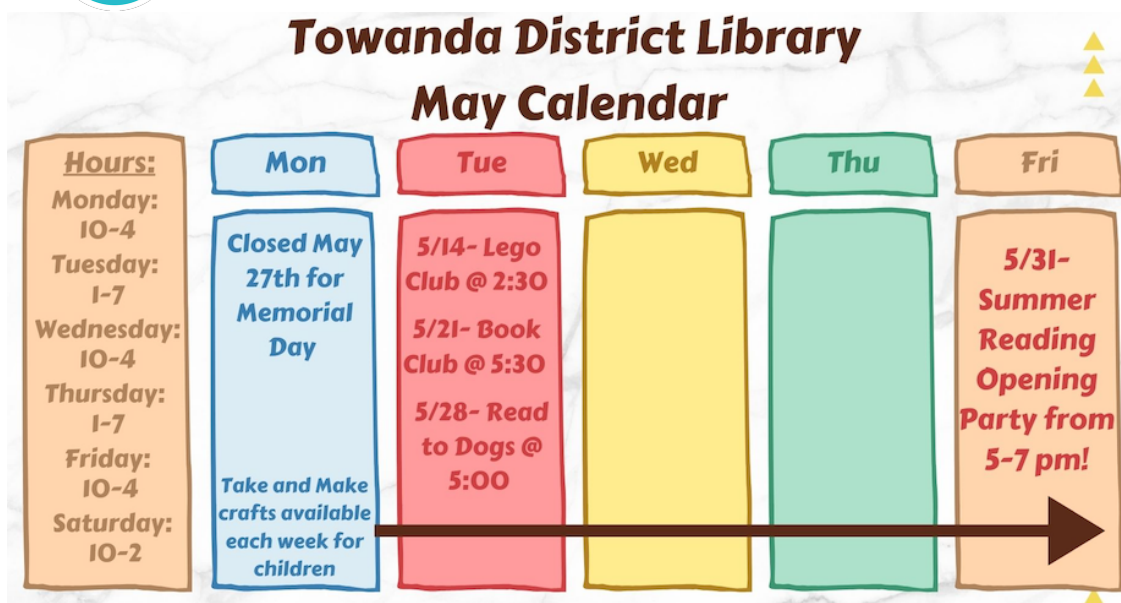 Towanda District Library
May Calendar
Hours:
Monday:
10-4
Tuesday:
1-7
Wednesday:
10-4
Thursday:
1-7
Friday:
10-4
Saturday:
10-2
Mon
Closed May
27th for
Memorial
Day
Take and Make
crafts available
each week for
children
Tue
5/14- Lego
Club @ 2:30
5/21- Book
Club @ 5:30
5/28- Read
to Dogs @
5:00
Wed
Thu
Fri
5/31-
Summer
Reading
Opening
Party from
5-7 pm!